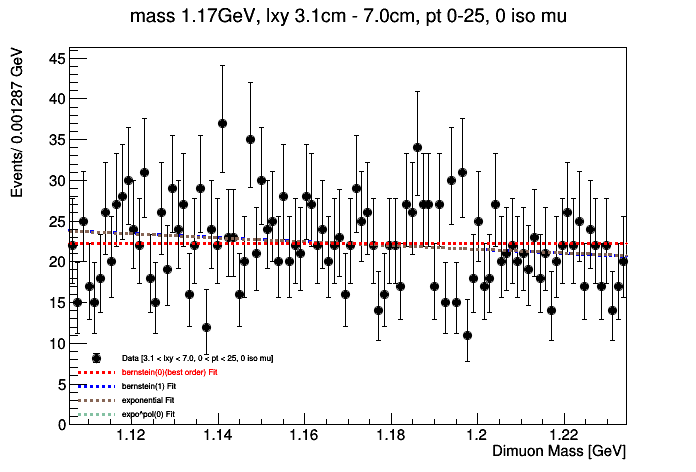 mass 1.17GeV, lxy 3.1cm - 7.0cm, pt 0-25, 0 iso mu
Events/ 0.001287 GeV
45
40
35
30
25
20
15
10
5
0
Data [3.1 < lxy < 7.0, 0 < pt < 25, 0 iso mu]
bernstein(0)(best order) Fit
bernstein(1) Fit
exponential Fit
expo*pol(0) Fit
1.12 1.14 1.16 1.18 1.2 1.22
Dimuon Mass [GeV]